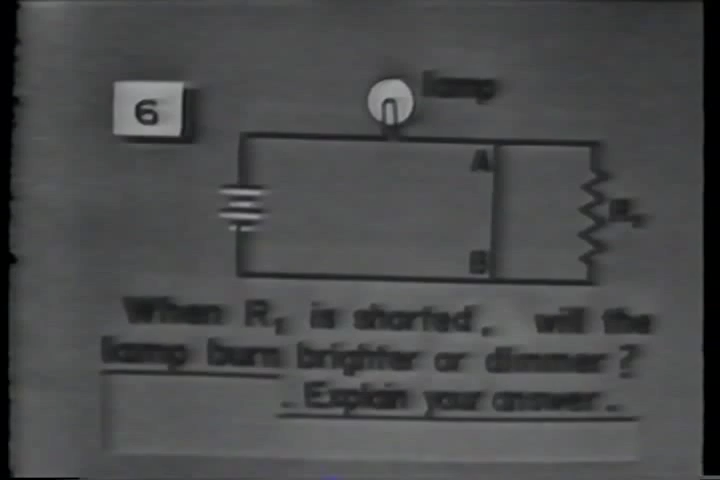 6
lamp
A
R₁
B
When R₁ is shorted, will the
lamp burn brighter or dimmer?
Explain your answer.